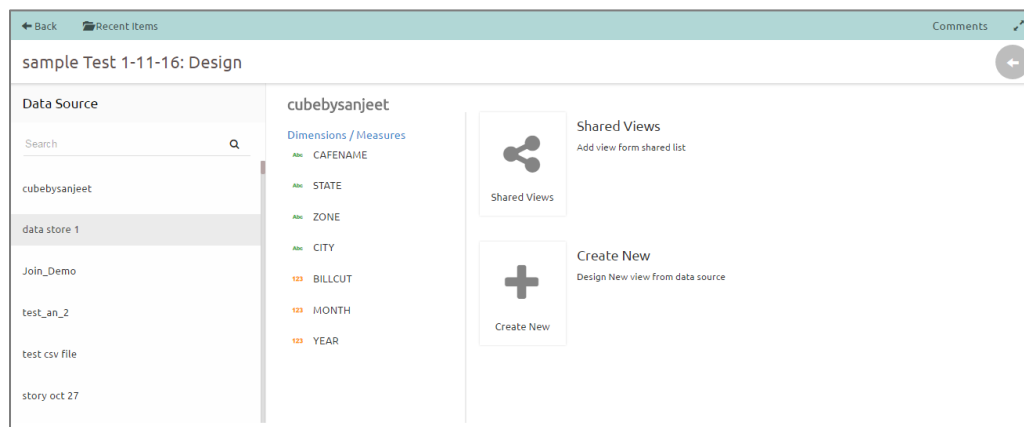 Back
Recent Items
Comments
sample Test 1-11-16: Design
Data Source
Search
cubebysanjeet
data store 1
Join_Demo
test_an_2
test csv file
story oct 27
cubebysanjeet
Dimensions / Measures
Abc CAFENAME
Abc STATE
Abc ZONE
Abc CITY
123 BILLCUT
123 MONTH
123 YEAR
Shared Views
Shared Views
Add view form shared list
Create New
Create New
Design New view from data source